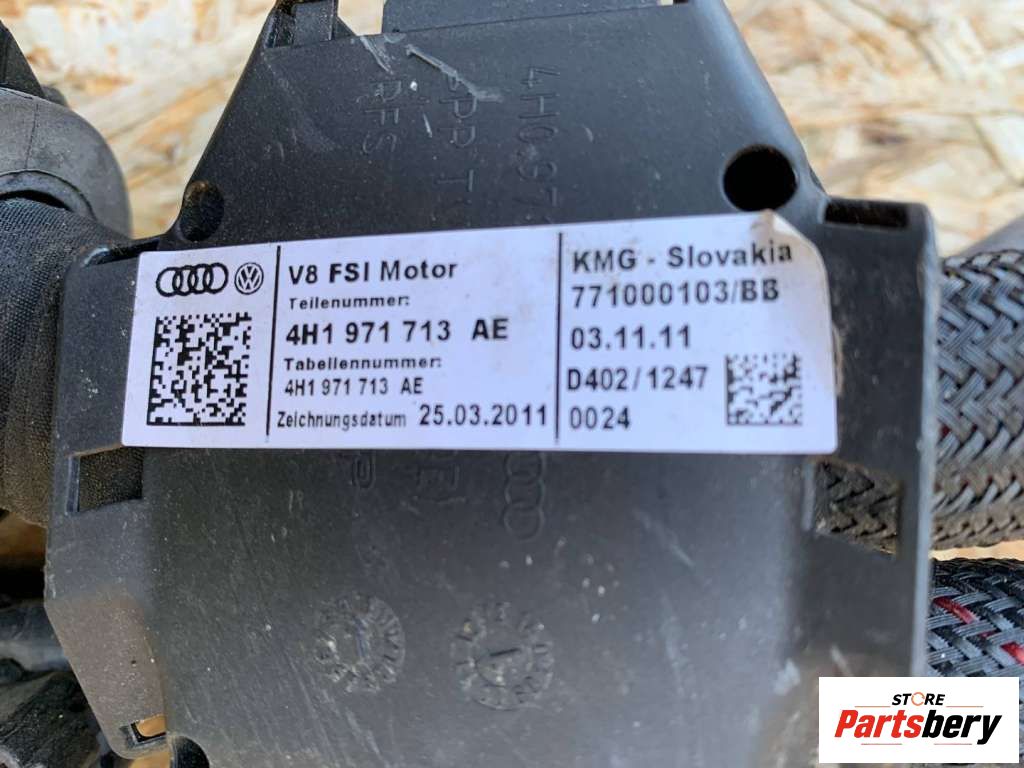 V8 FSI Motor
Teilenummer:
4H1 971 713 AE
Tabellennummer:
4H1 971 713 AE
Zeichnungsdatum 25.03.2011
KMG - Slovakia
771000103/BB
03.11.11
D402/1247
0024
STORE
Partsbery